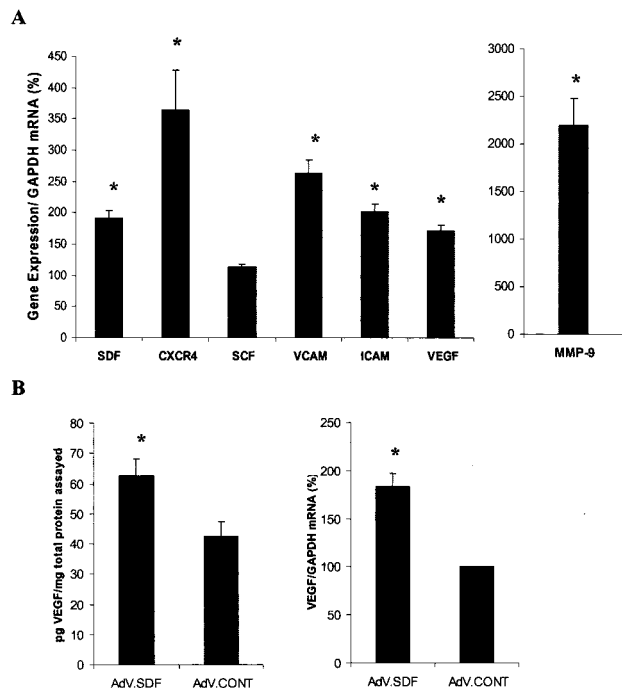 A
Gene Expression/ GAPDH mRNA (%)
450
400
350
300
250
200
150
100
50
0
*
*
*
*
*
SDF
CXCR4
SCF
VCAM
ICAM
VEGF
3000
2500
2000
1500
1000
500
0
*
MMP-9
B
pg VEGF/mg total protein assayed
80
70
60
50
40
30
20
10
0
*
AdV.SDF
AdV.CONT
VEGF/GAPDH mRNA (%)
250
200
150
100
50
0
*
AdV.SDF
AdV.CONT